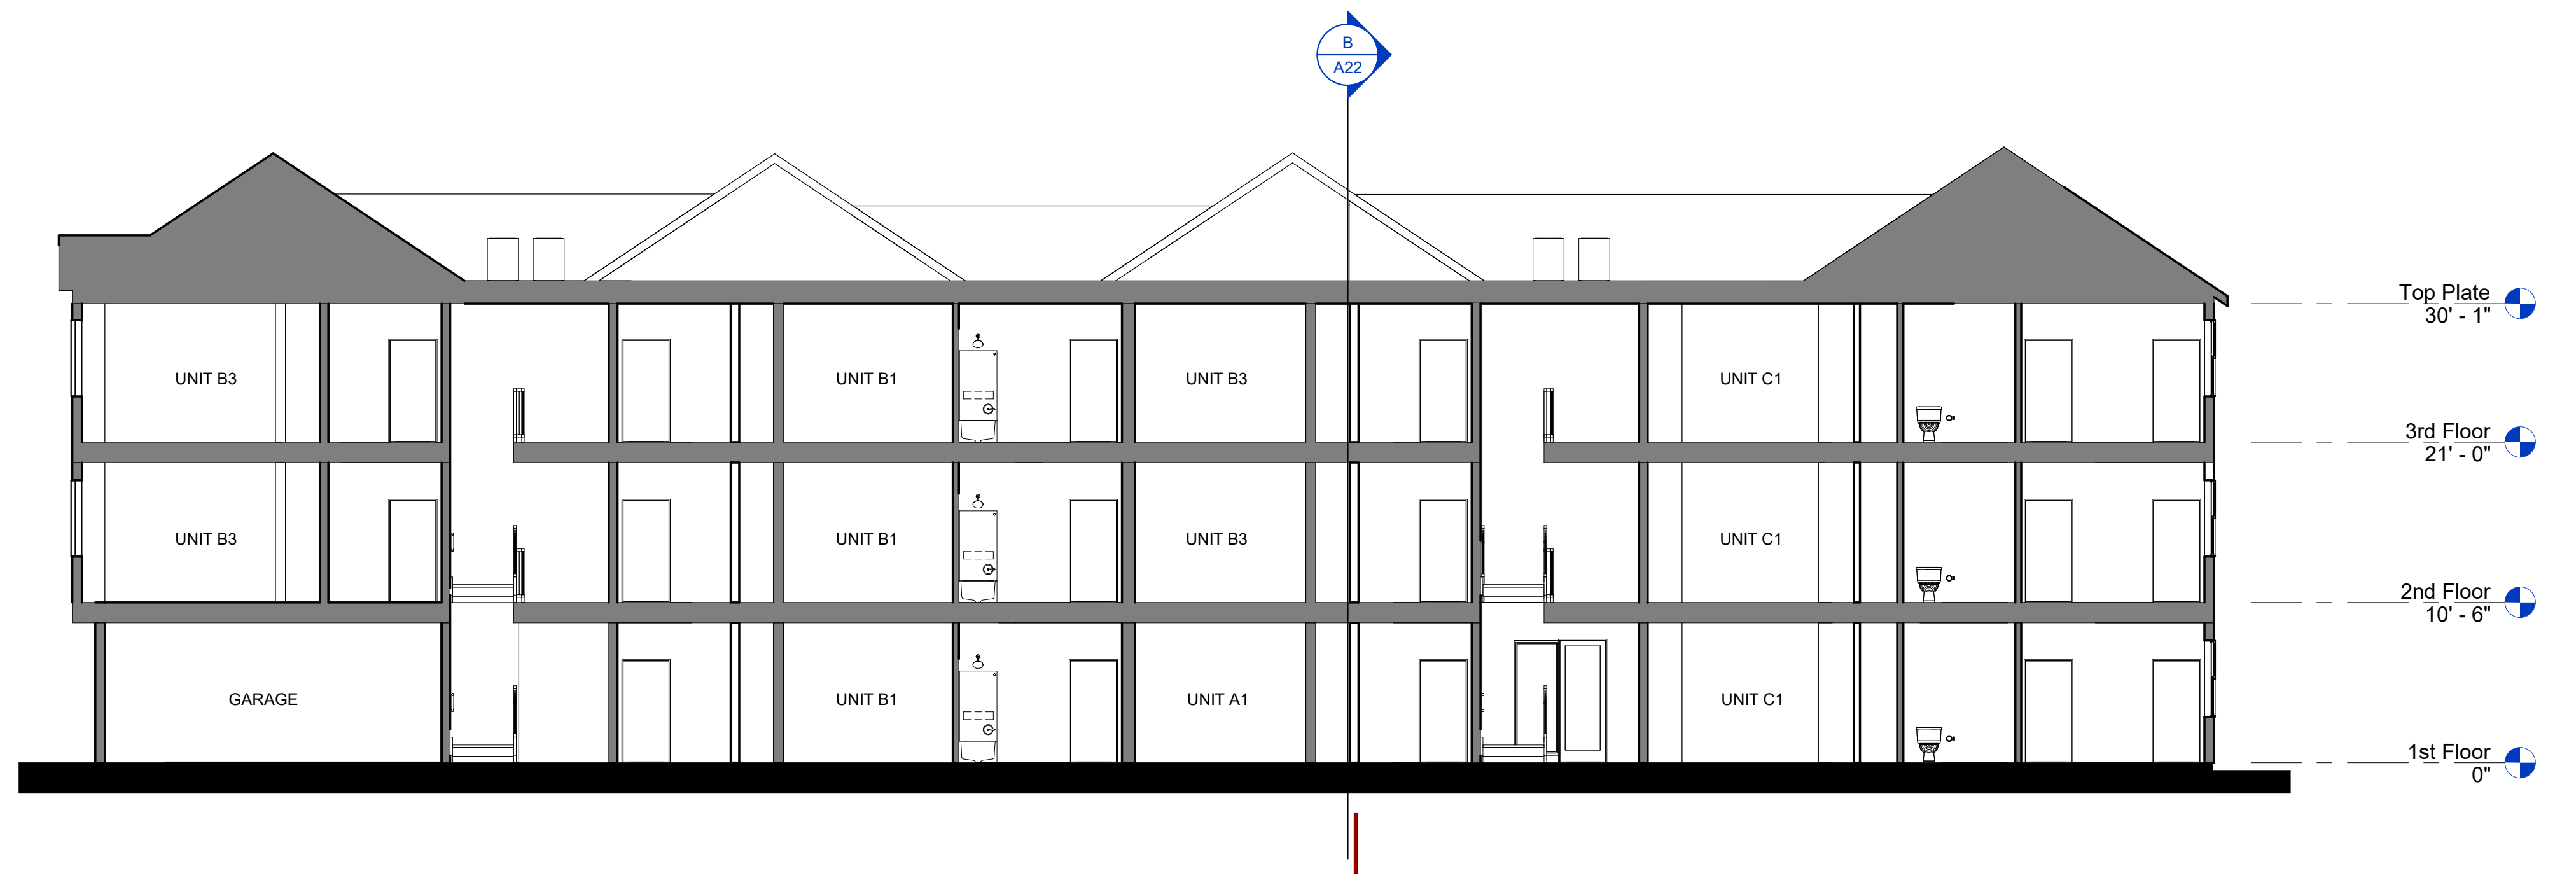 B
A22
Top Plate
30' - 1"
UNIT B3
UNIT B1
UNIT B3
UNIT C1
3rd Floor
21' - 0"
UNIT B3
UNIT B1
UNIT B3
UNIT C1
2nd Floor
10' - 6"
GARAGE
UNIT B1
UNIT A1
UNIT C1
1st Floor
0"